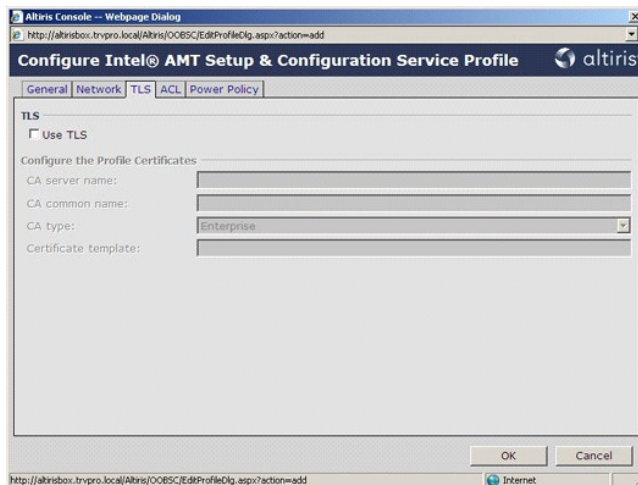 Altiris Console -- Webpage Dialog
http://altirisbox.trvpro.local/Altiris/OOBSC/EditProfileDlg.aspx?action=add
Configure Intel® AMT Setup & Configuration Service Profile altiris
General Network TLS ACL Power Policy
TLS
Use TLS
Configure the Profile Certificates
CA server name:
CA common name:
CA type: Enterprise
Certificate template:
OK Cancel
http://altirisbox.trvpro.local/Altiris/OOBSC/EditProfileDlg.aspx?action=add Internet